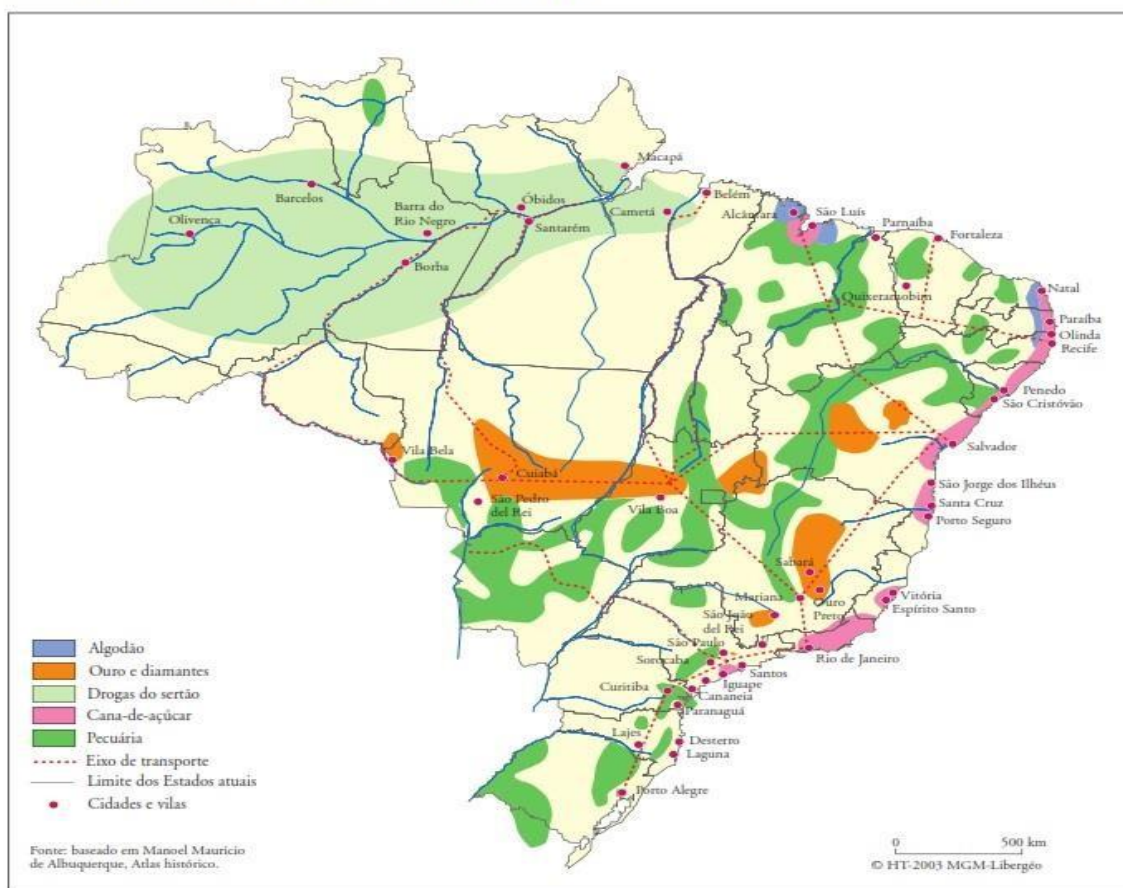 Macapá
Belém
Barcelos
Óbidos
Barra do
Rio Negro
Cametá
Alcântara
São Luís
Parnaíba
Fortaleza
Olivença
Santarém
Borba
Quixeramobim
Natal
Paraíba
Olinda
Recife
Penedo
São Cristóvão
Salvador
Vila Bela
Cuiabá
São Jorge dos Ilhéus
São Pedro
del Rei
Vila Boa
Santa Cruz
Porto Seguro
Sabará
Mariana
Ouro
Preto
Vitória
Espírito Santo
São João
del Rei
São Paulo
Sorocaba
Rio de Janeiro
Santos
Iguape
Curitiba
Cananeia
Paranaguá
Lajes
Desterro
Laguna
Porto Alegre
Algodão
Ouro e diamantes
Drogas do sertão
Cana-de-açúcar
Pecuária
Eixo de transporte
Limite dos Estados atuais
Cidades e vilas
Fonte: baseado em Manoel Mauricio
de Albuquerque, Atlas histórico.
0 500 km
© HT-2003 MGM-Libergéo